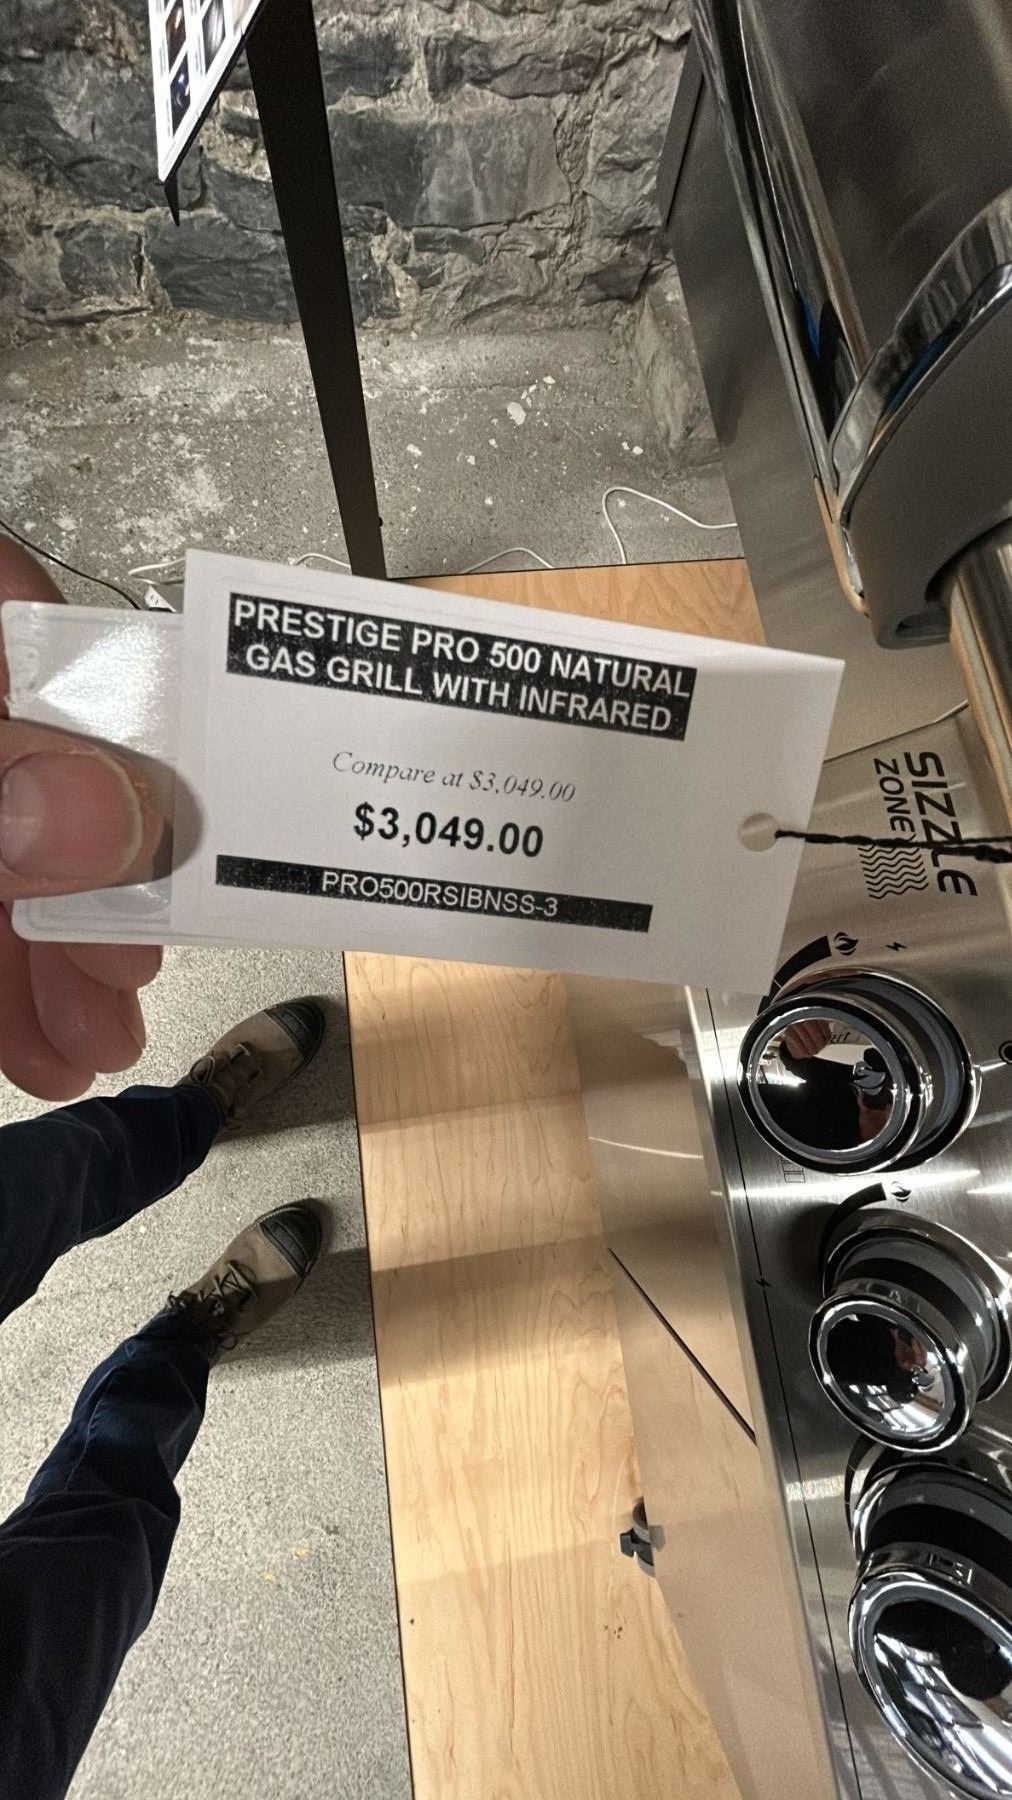 PRESTIGE PRO 500 NATURAL
GAS GRILL WITH INFRARED
Compare at $3,049.00
$3,049.00
PRO500RSIBNSS-3
SIZZLE
ZONE